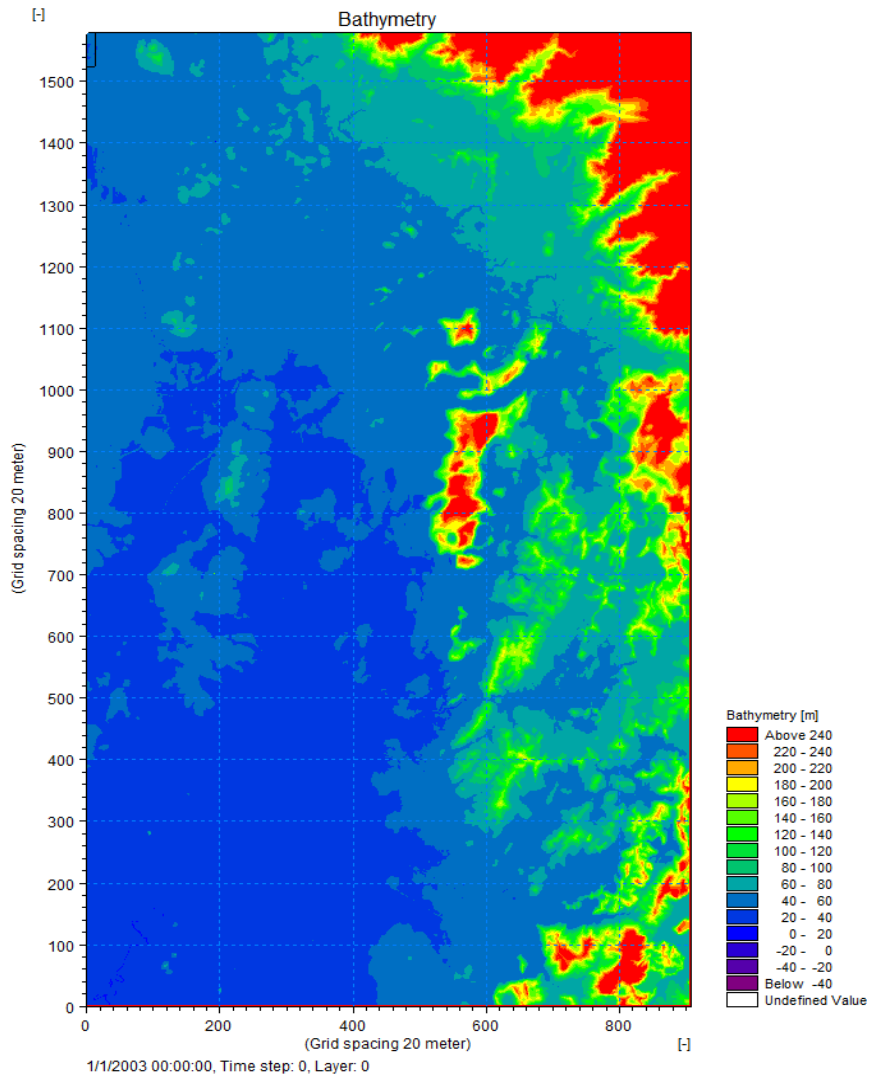 [-]
Bathymetry
1500
1400
1300
1200
1100
1000
900
800
700
600
500
400
300
200
100
0
(Grid spacing 20 meter)
0 200 400 600 800
(Grid spacing 20 meter)
[-]
1/1/2003 00:00:00, Time step: 0, Layer: 0
Bathymetry [m]
Above 240
220 - 240
200 - 220
180 - 200
160 - 180
140 - 160
120 - 140
100 - 120
80 - 100
60 - 80
40 - 60
20 - 40
0 - 20
-20 - 0
-40 - -20
Below -40
Undefined Value